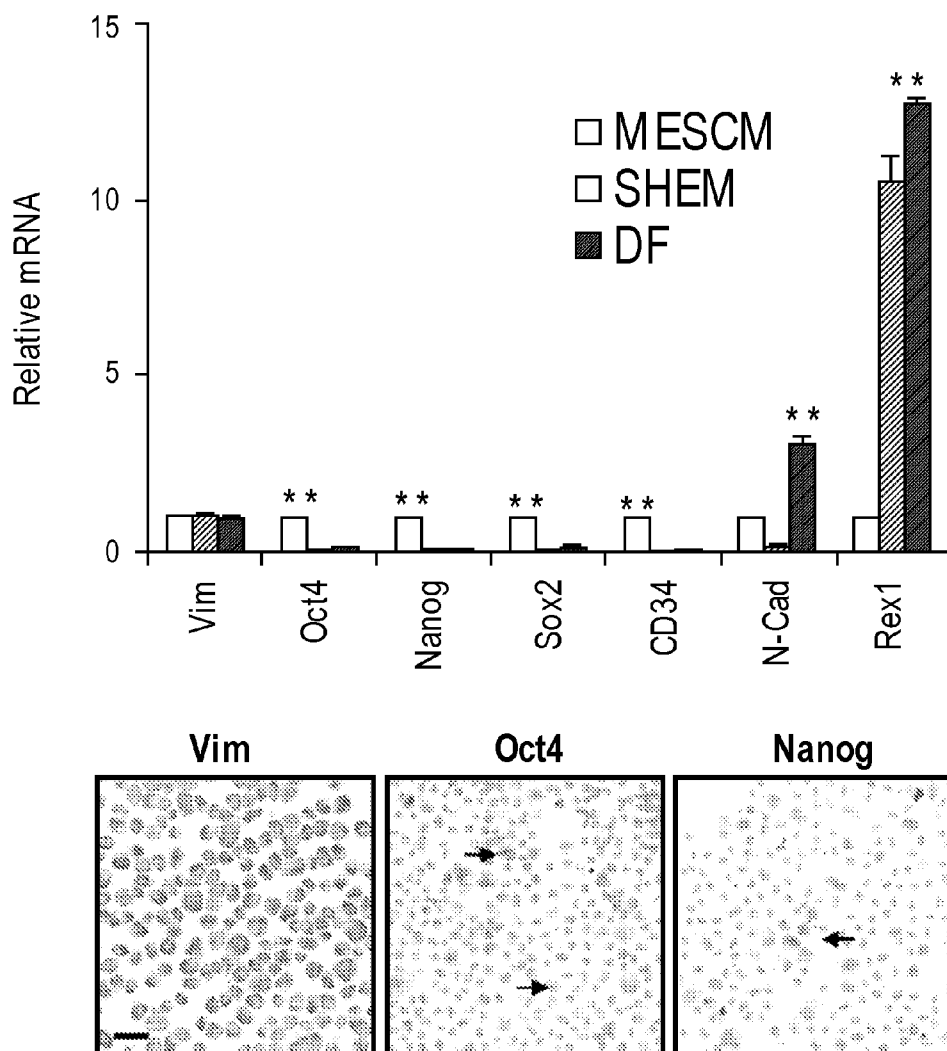 15
10
5
0
Relative mRNA
MESCM
SHEM
DF
**
**
**
**
**
**
Vim
Oct4
Nanog
Sox2
CD34
N-Cad
Rex1
Vim Oct4 Nanog